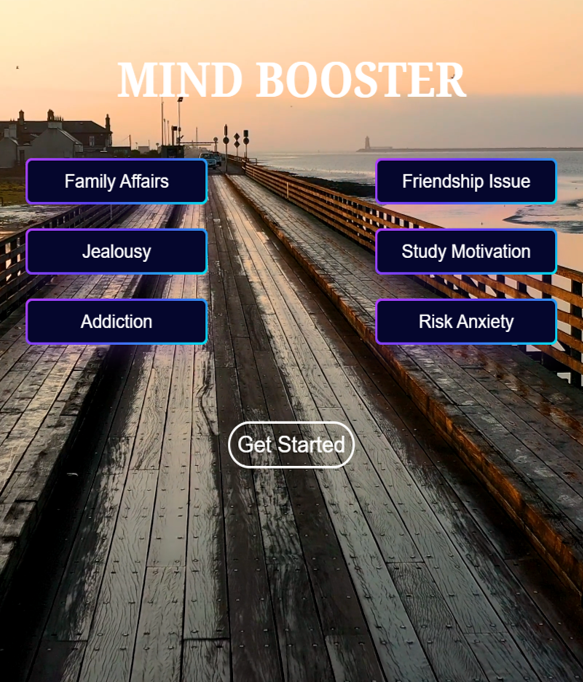 MIND BOOSTER
Family Affairs
Friendship Issue
Jealousy
Study Motivation
Addiction
Risk Anxiety
Get Started